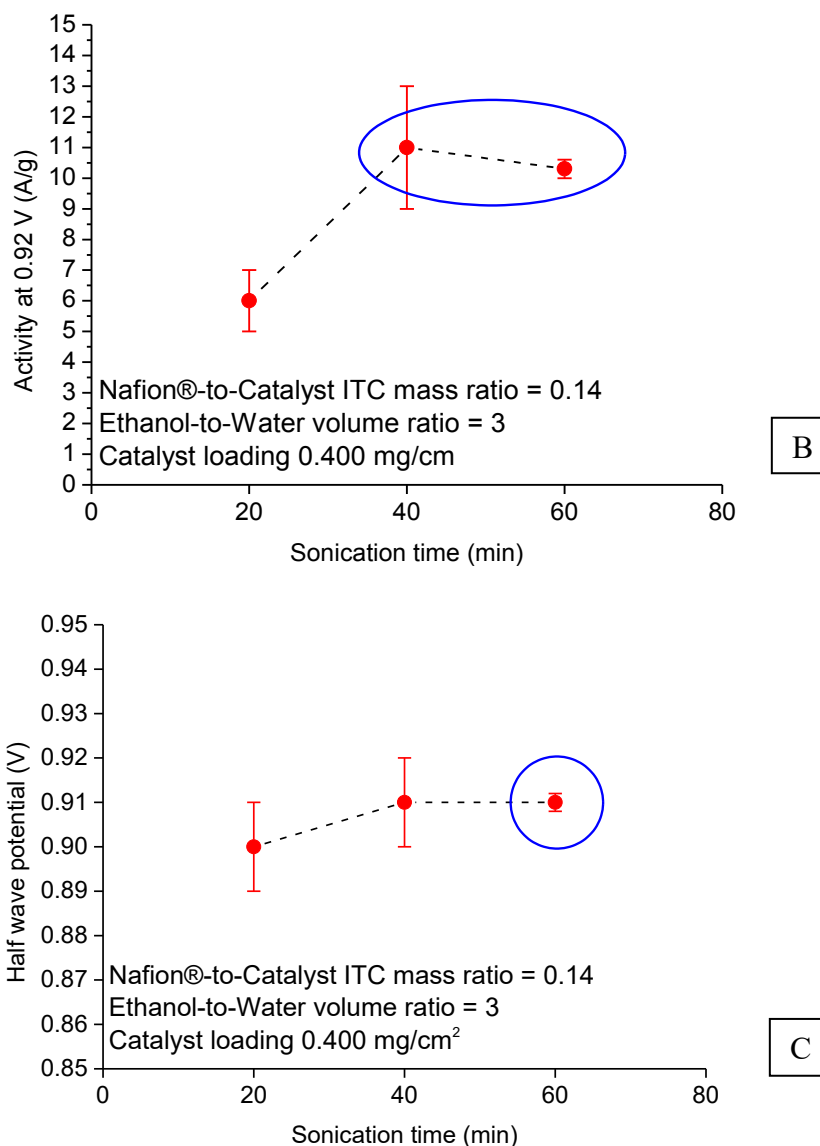 15
14
13
12
11
10
9
8
7
6
5
4
3
2
1
0
Activity at 0.92 V (A/g)
Nafion®-to-Catalyst ITC mass ratio = 0.14
Ethanol-to-Water volume ratio = 3
Catalyst loading 0.400 mg/cm
B
0 20 40 60 80
Sonication time (min)
0.95
0.94
0.93
0.92
0.91
0.90
0.89
0.88
0.87
0.86
0.85
Half wave potential (V)
Nafion®-to-Catalyst ITC mass ratio = 0.14
Ethanol-to-Water volume ratio = 3
Catalyst loading 0.400 mg/cm²
C
0 20 40 60 80
Sonication time (min)